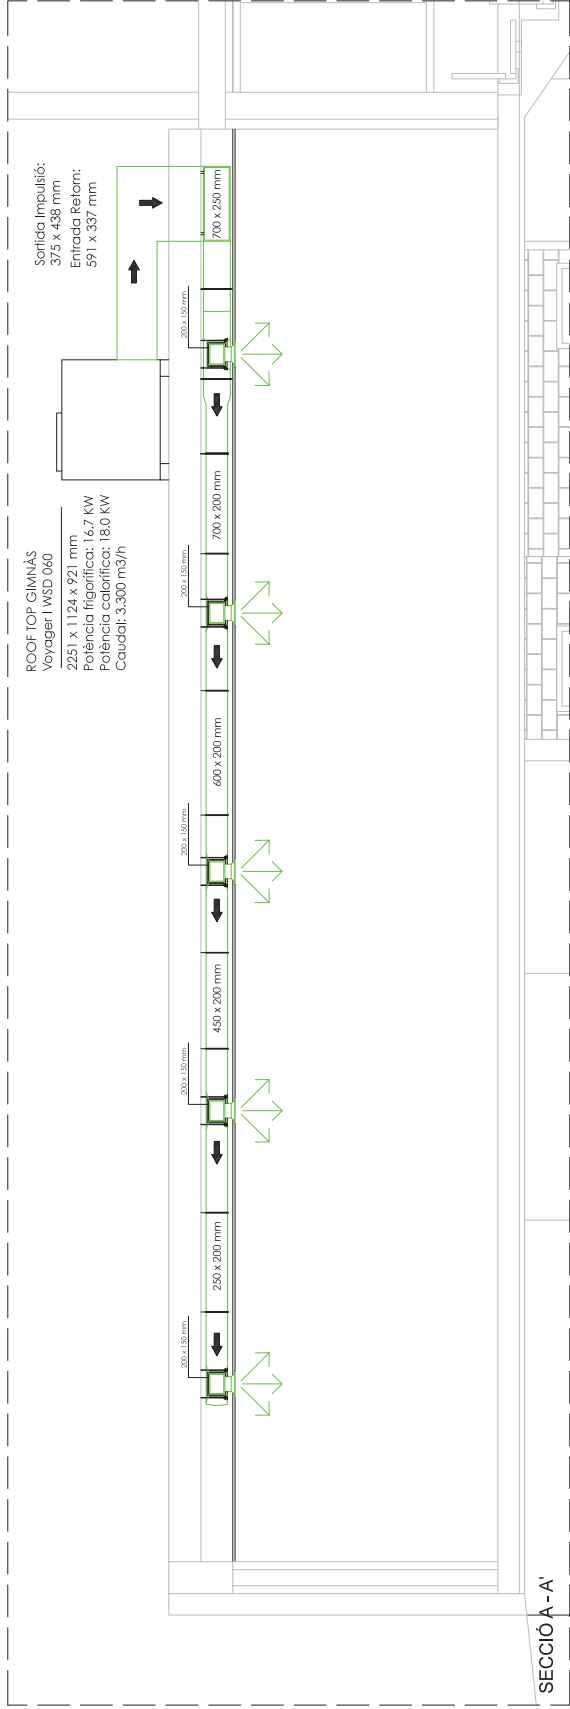 ROOF TOP GIMNÀS
Voyager I WSD 060
2251 x 1124 x 921 mm
Potència frigorífica: 16.7 KW
Potència calorífica: 18.0 KW
Caudal: 3.300 m3/h
Sortida Impulsió:
375 x 438 mm
Entrada Retorn:
591 x 337 mm
200 x 150 mm
200 x 150 mm
200 x 150 mm
200 x 150 mm
200 x 150 mm
250 x 200 mm
450 x 200 mm
600 x 200 mm
700 x 200 mm
700 x 250 mm
SECCIÓ A - A'